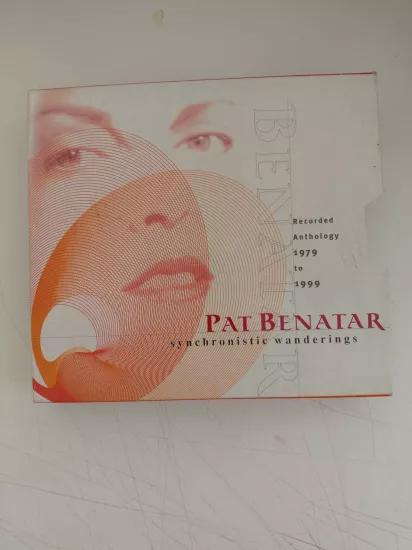 BENATAR
Recorded
Anthology
1979
to
1999
PAT BENATAR
synchronistic wanderings